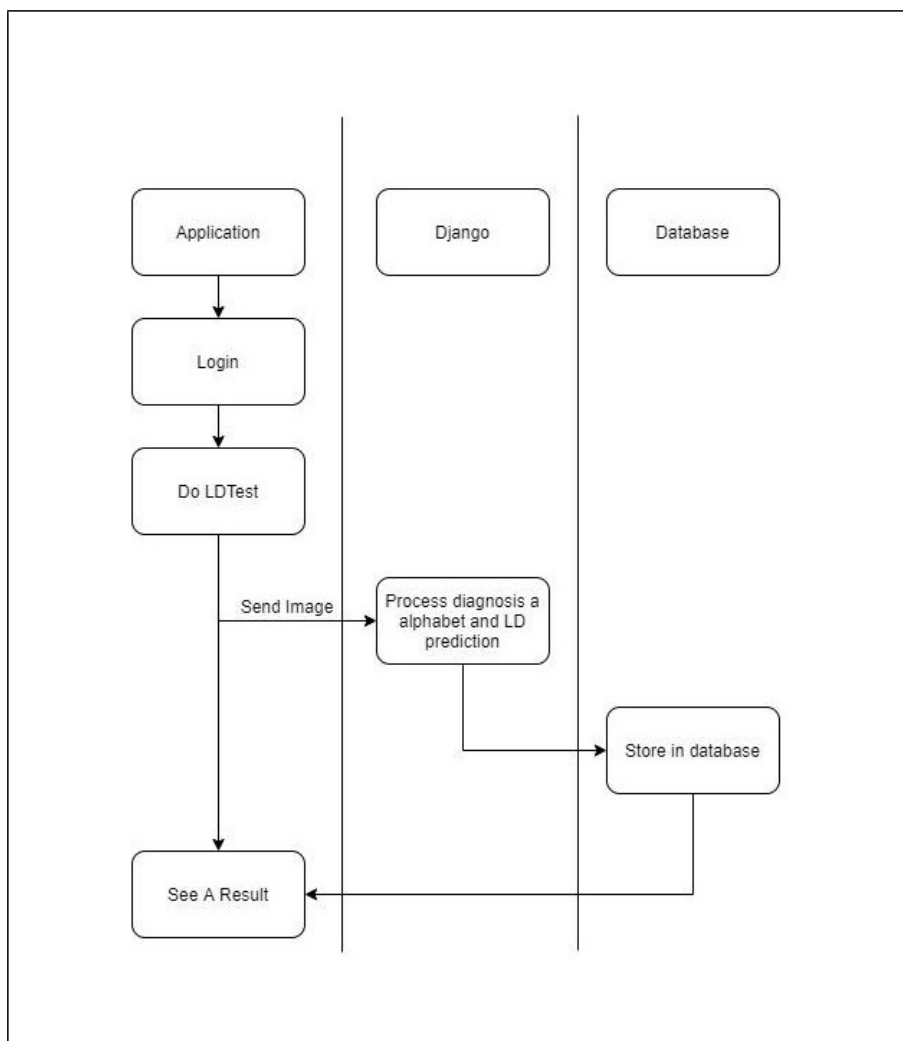 Application
Django
Database
Login
Do LDTest
Send Image
Process diagnosis a
alphabet and LD
prediction
Store in database
See A Result